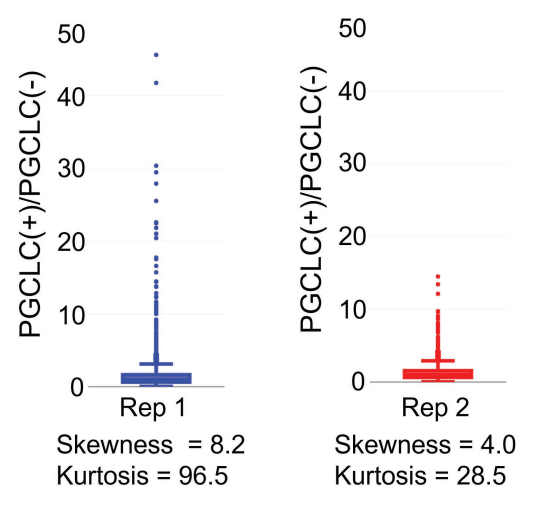 PGCLC(+)/PGCLC(-)
50
40
30
20
10
0
Rep 1
Skewness = 8.2
Kurtosis = 96.5
PGCLC(+)/PGCLC(-)
50
40
30
20
10
0
Rep 2
Skewness = 4.0
Kurtosis = 28.5